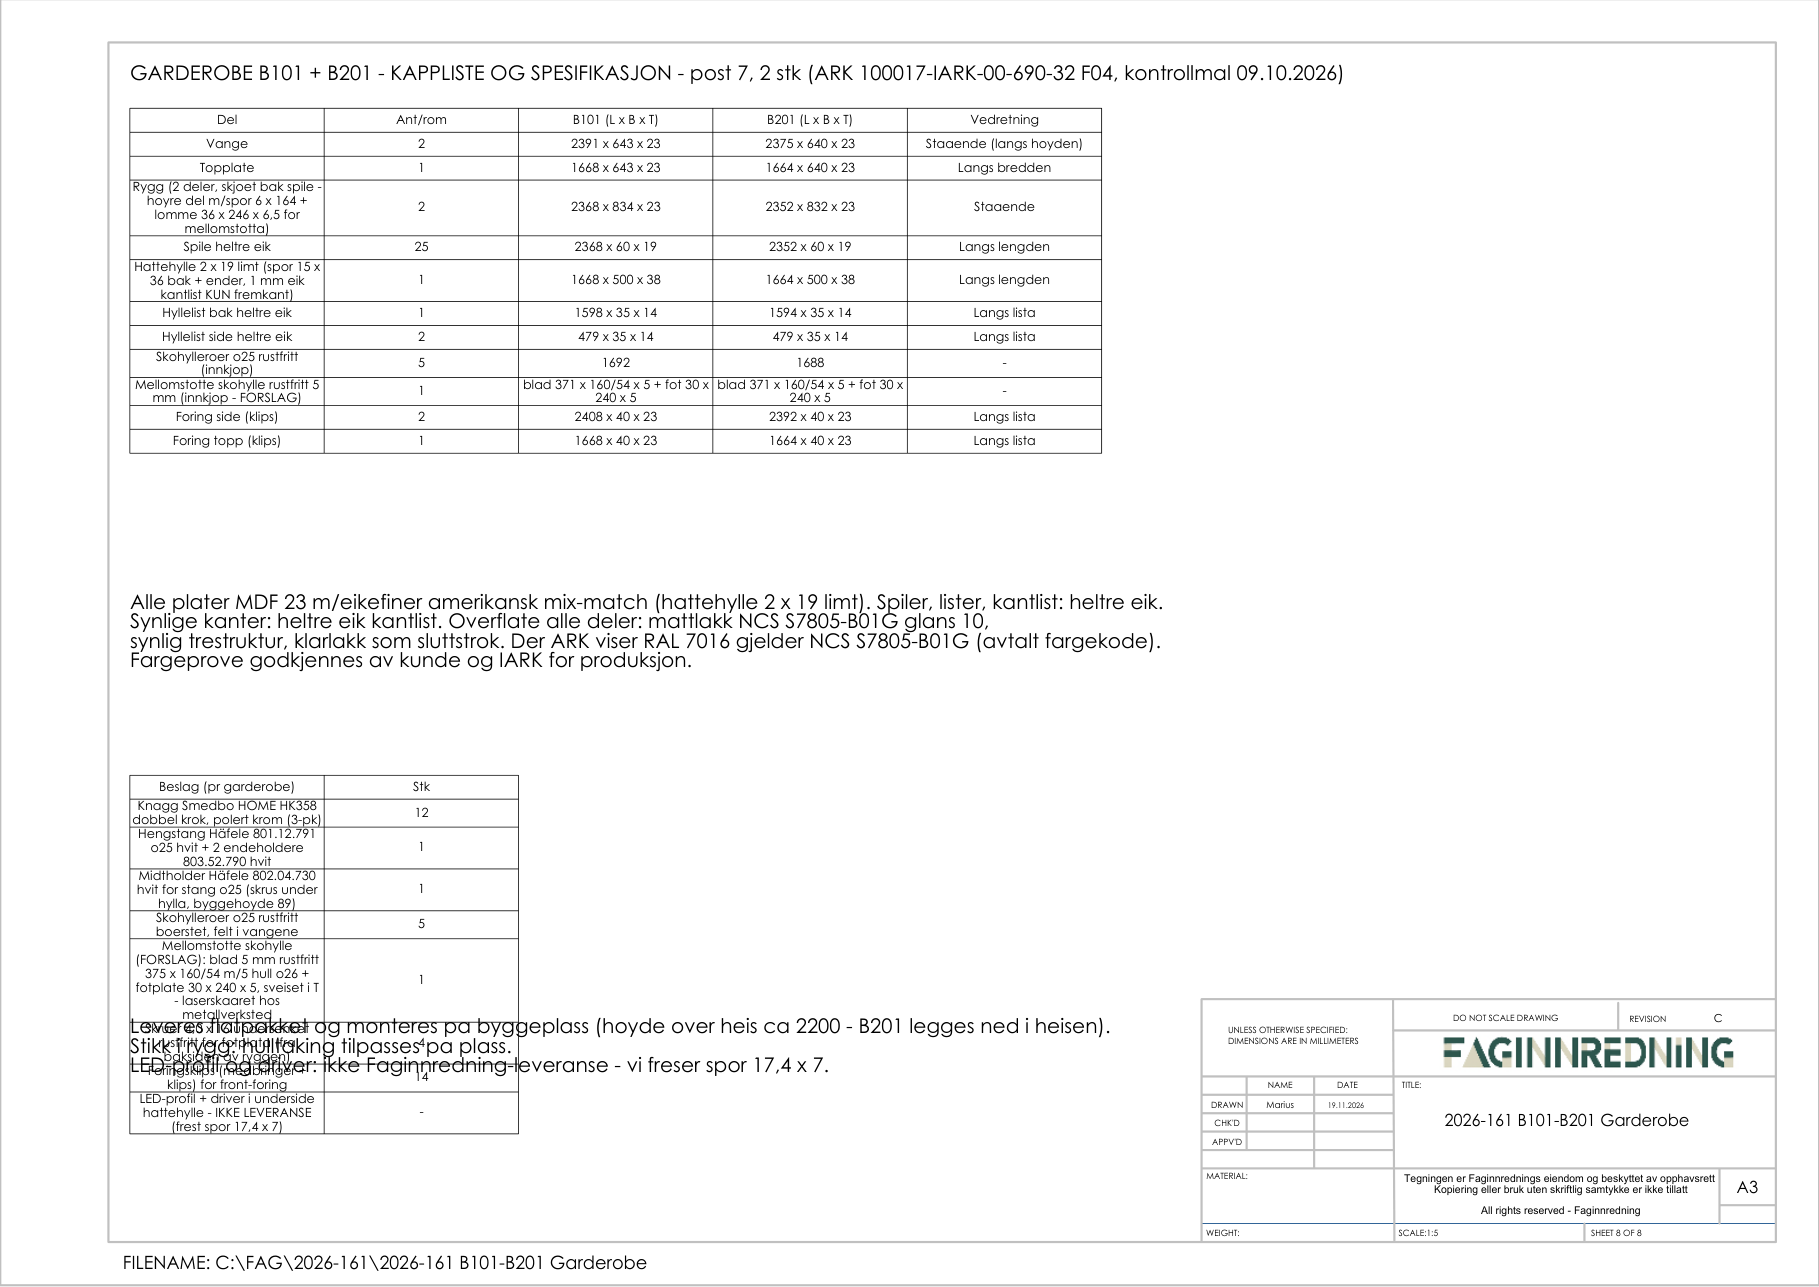 GARDEROBE B101 + B201 - KAPPLISTE OG SPESIFIKASJON - post 7, 2 stk (ARK 100017-IARK-00-690-32 F04, kontrollmal 09.10.2026)
Del Ant/rom B101 (L x B x T) B201 (L x B x T) Vedretning
Vange 2 2391 x 643 x 23 2375 x 640 x 23 Staaende (langs hoyden)
Topplate 1 1668 x 643 x 23 1664 x 640 x 23 Langs bredden
Rygg (2 deler, skjoet bak spile -
hoyre del m/spor 6 x 164 +
lomme 36 x 246 x 6,5 for
mellomstotta) 2 2368 x 834 x 23 2352 x 832 x 23 Staaende
Spile heltre eik 25 2368 x 60 x 19 2352 x 60 x 19 Langs lengden
Hattehylle 2 x 19 limt (spor 15 x
36 bak + ender, 1 mm eik
kantlist KUN fremkant) 1 1668 x 500 x 38 1664 x 500 x 38 Langs lengden
Hyllelist bak heltre eik 1 1598 x 35 x 14 1594 x 35 x 14 Langs lista
Hyllelist side heltre eik 2 479 x 35 x 14 479 x 35 x 14 Langs lista
Skohylleroer o25 rustfritt
(innkjop) 5 1692 1688 -
Mellomstotte skohylle rustfritt 5
mm (innkjop - FORSLAG) 1 blad 371 x 160/54 x 5 + fot 30 x
240 x 5 blad 371 x 160/54 x 5 + fot 30 x
240 x 5 -
Foring side (klips) 2 2408 x 40 x 23 2392 x 40 x 23 Langs lista
Foring topp (klips) 1 1668 x 40 x 23 1664 x 40 x 23 Langs lista
Alle plater MDF 23 m/eikefiner amerikansk mix-match (hattehylle 2 x 19 limt). Spiler, lister, kantlist: heltre eik.
Synlige kanter: heltre eik kantlist. Overflate alle deler: mattlakk NCS S7805-B01G glans 10,
synlig trestruktur, klarlakk som sluttstrok. Der ARK viser RAL 7016 gjelder NCS S7805-B01G (avtalt fargekode).
Fargeprove godkjennes av kunde og IARK for produksjon.
Beslag (pr garderobe) Stk
Knagg Smedbo HOME HK358
dobbel krok, polert krom (3-pk) 12
Hengstang Häfele 801.12.791
o25 hvit + 2 endeholdere
803.52.790 hvit 1
Midtholder Häfele 802.04.730
hvit for stang o25 (skrus under
hylla, byggehoyde 89) 1
Skohylleroer o25 rustfritt
boerstet, felt i vangene 5
Mellomstotte skohylle
(FORSLAG): blad 5 mm rustfritt
375 x 160/54 m/5 hull o26 +
fotplate 30 x 240 x 5, sveiset i T
- laserskaaret hos
metallverksted 1
rustfritt for fotplata (fra
baksiden av ryggen) 4
klips) for front-foring 14
LED-profil + driver i underside
hattehylle - IKKE LEVERANSE
(frest spor 17,4 x 7) -
Leveres flatpakket og monteres pa byggeplass (hoyde over heis ca 2200 - B201 legges ned i heisen).
Stikk i rygg: hulltaking tilpasses pa plass.
LED-profil og driver: ikke Faginnredning-leveranse - vi freser spor 17,4 x 7.
UNLESS OTHERWISE SPECIFIED:
DIMENSIONS ARE IN MILLIMETERS
DO NOT SCALE DRAWING
REVISION C
FAGINNREDNING
NAME DATE
DRAWN Marius 19.11.2026
CHK'D
APPV'D
TITLE:
2026-161 B101-B201 Garderobe
MATERIAL:
Tegningen er Faginnrednings eiendom og beskyttet av opphavsrett
Kopiering eller bruk uten skriftlig samtykke er ikke tillatt
All rights reserved - Faginnredning
A3
WEIGHT:
SCALE:1:5
SHEET 8 OF 8
FILENAME: C:\FAG\2026-161\2026-161 B101-B201 Garderobe